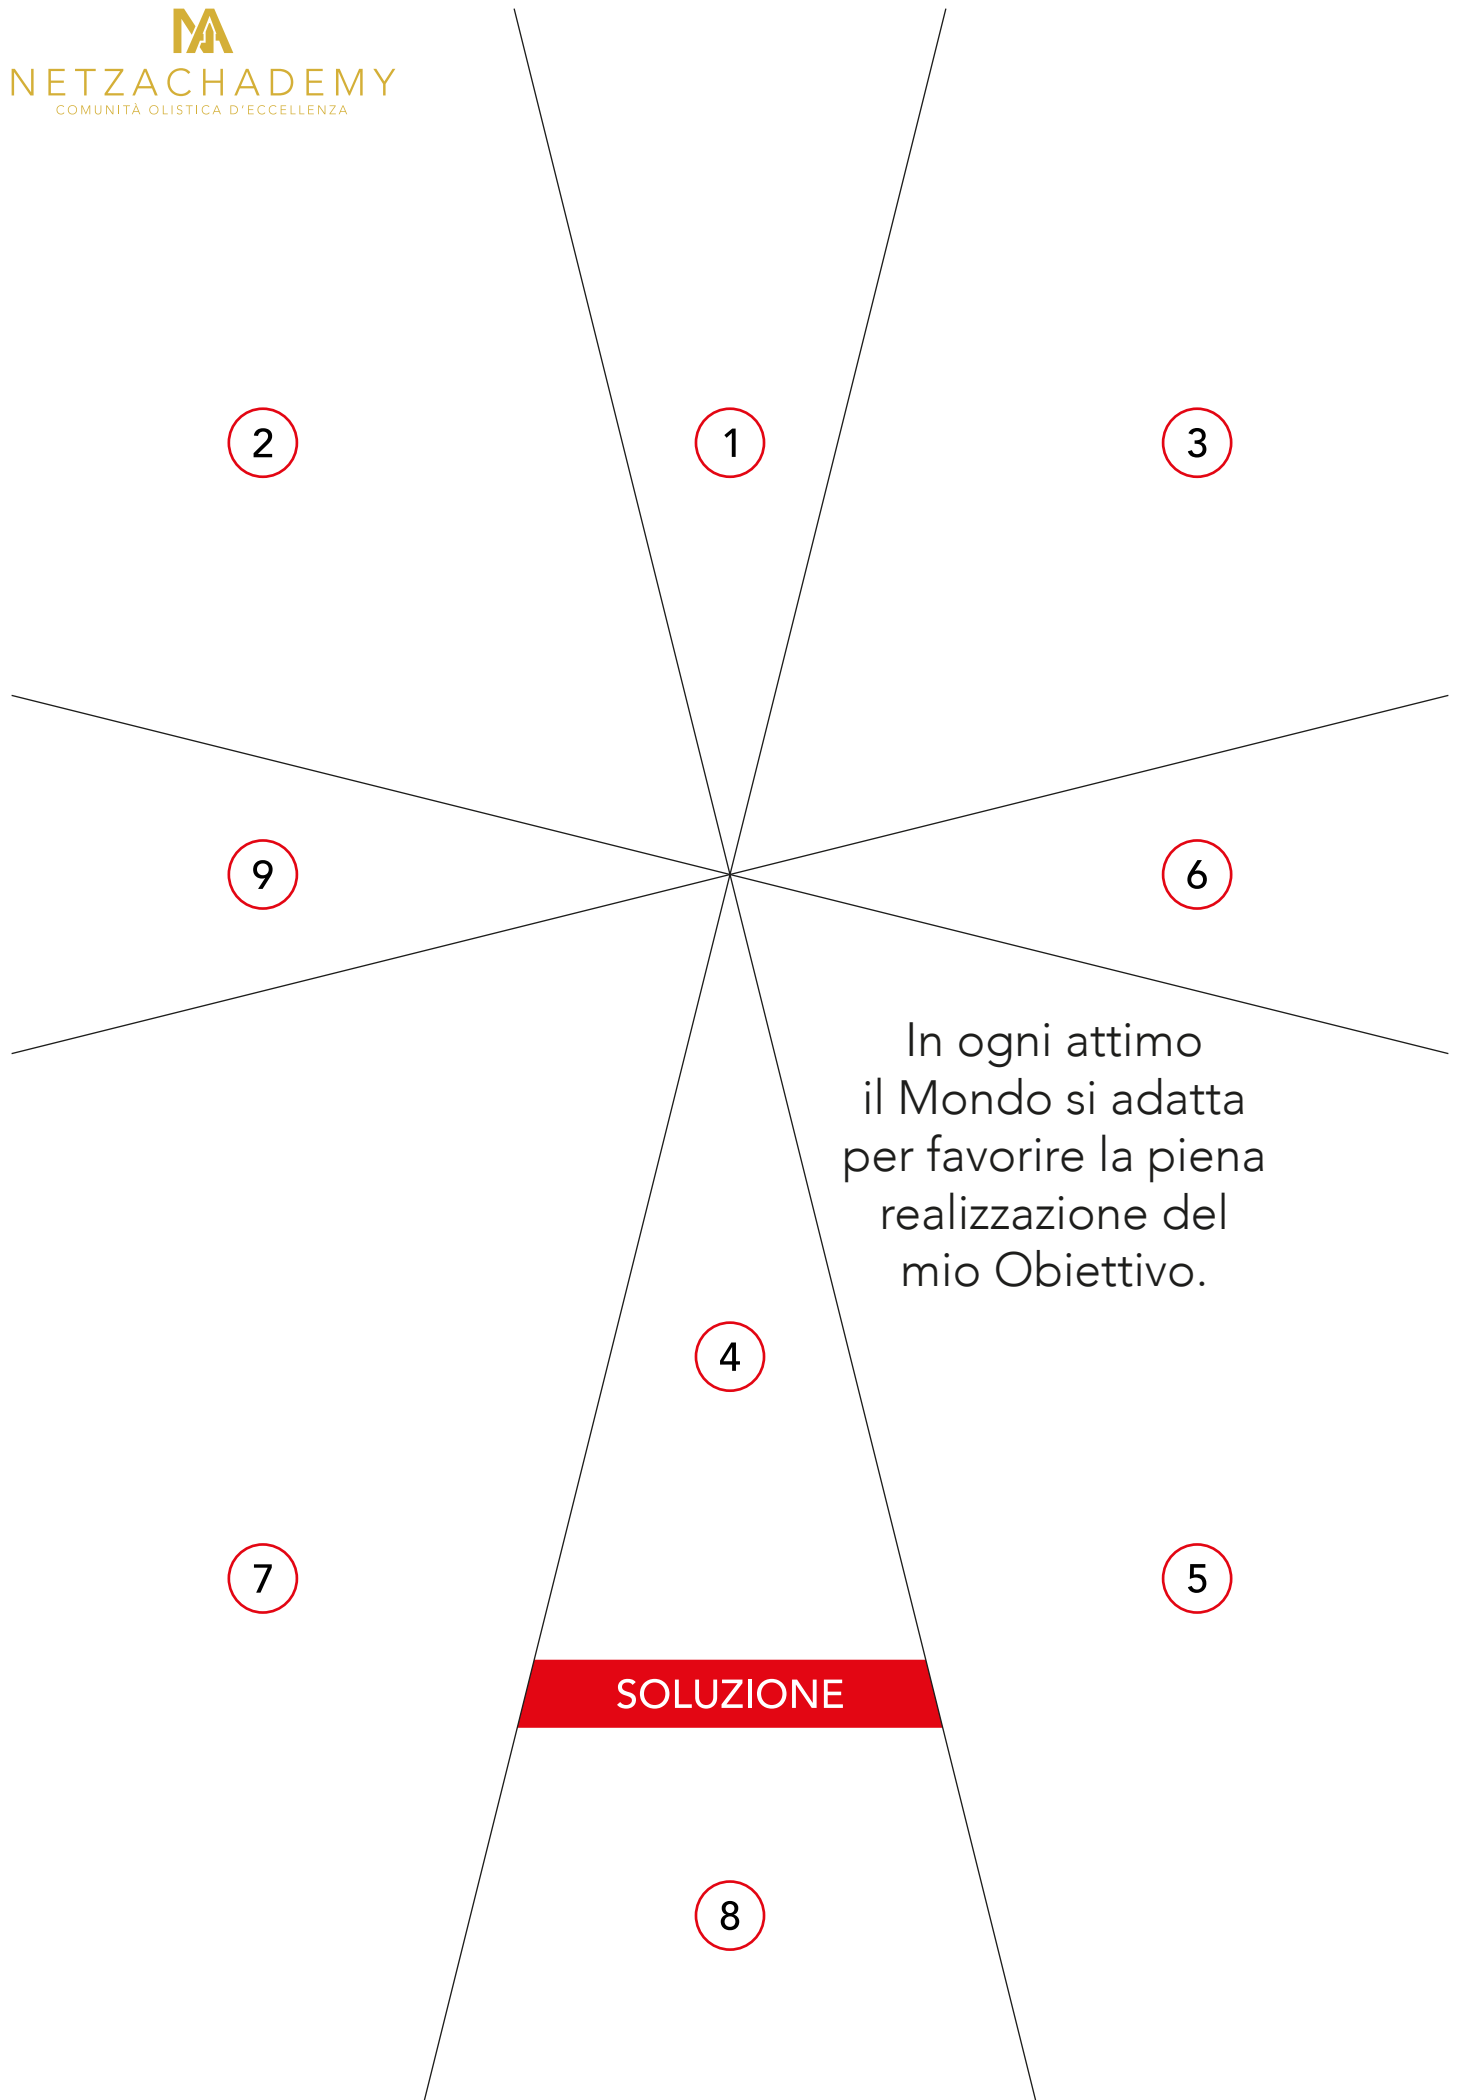 NETZACHADEMY
COMUNITÀ OLISTICA D'ECCELLENZA
2
1
3
9
6
In ogni attimo
il Mondo si adatta
per favorire la piena
realizzazione del
mio Obiettivo.
4
7
5
SOLUZIONE
8